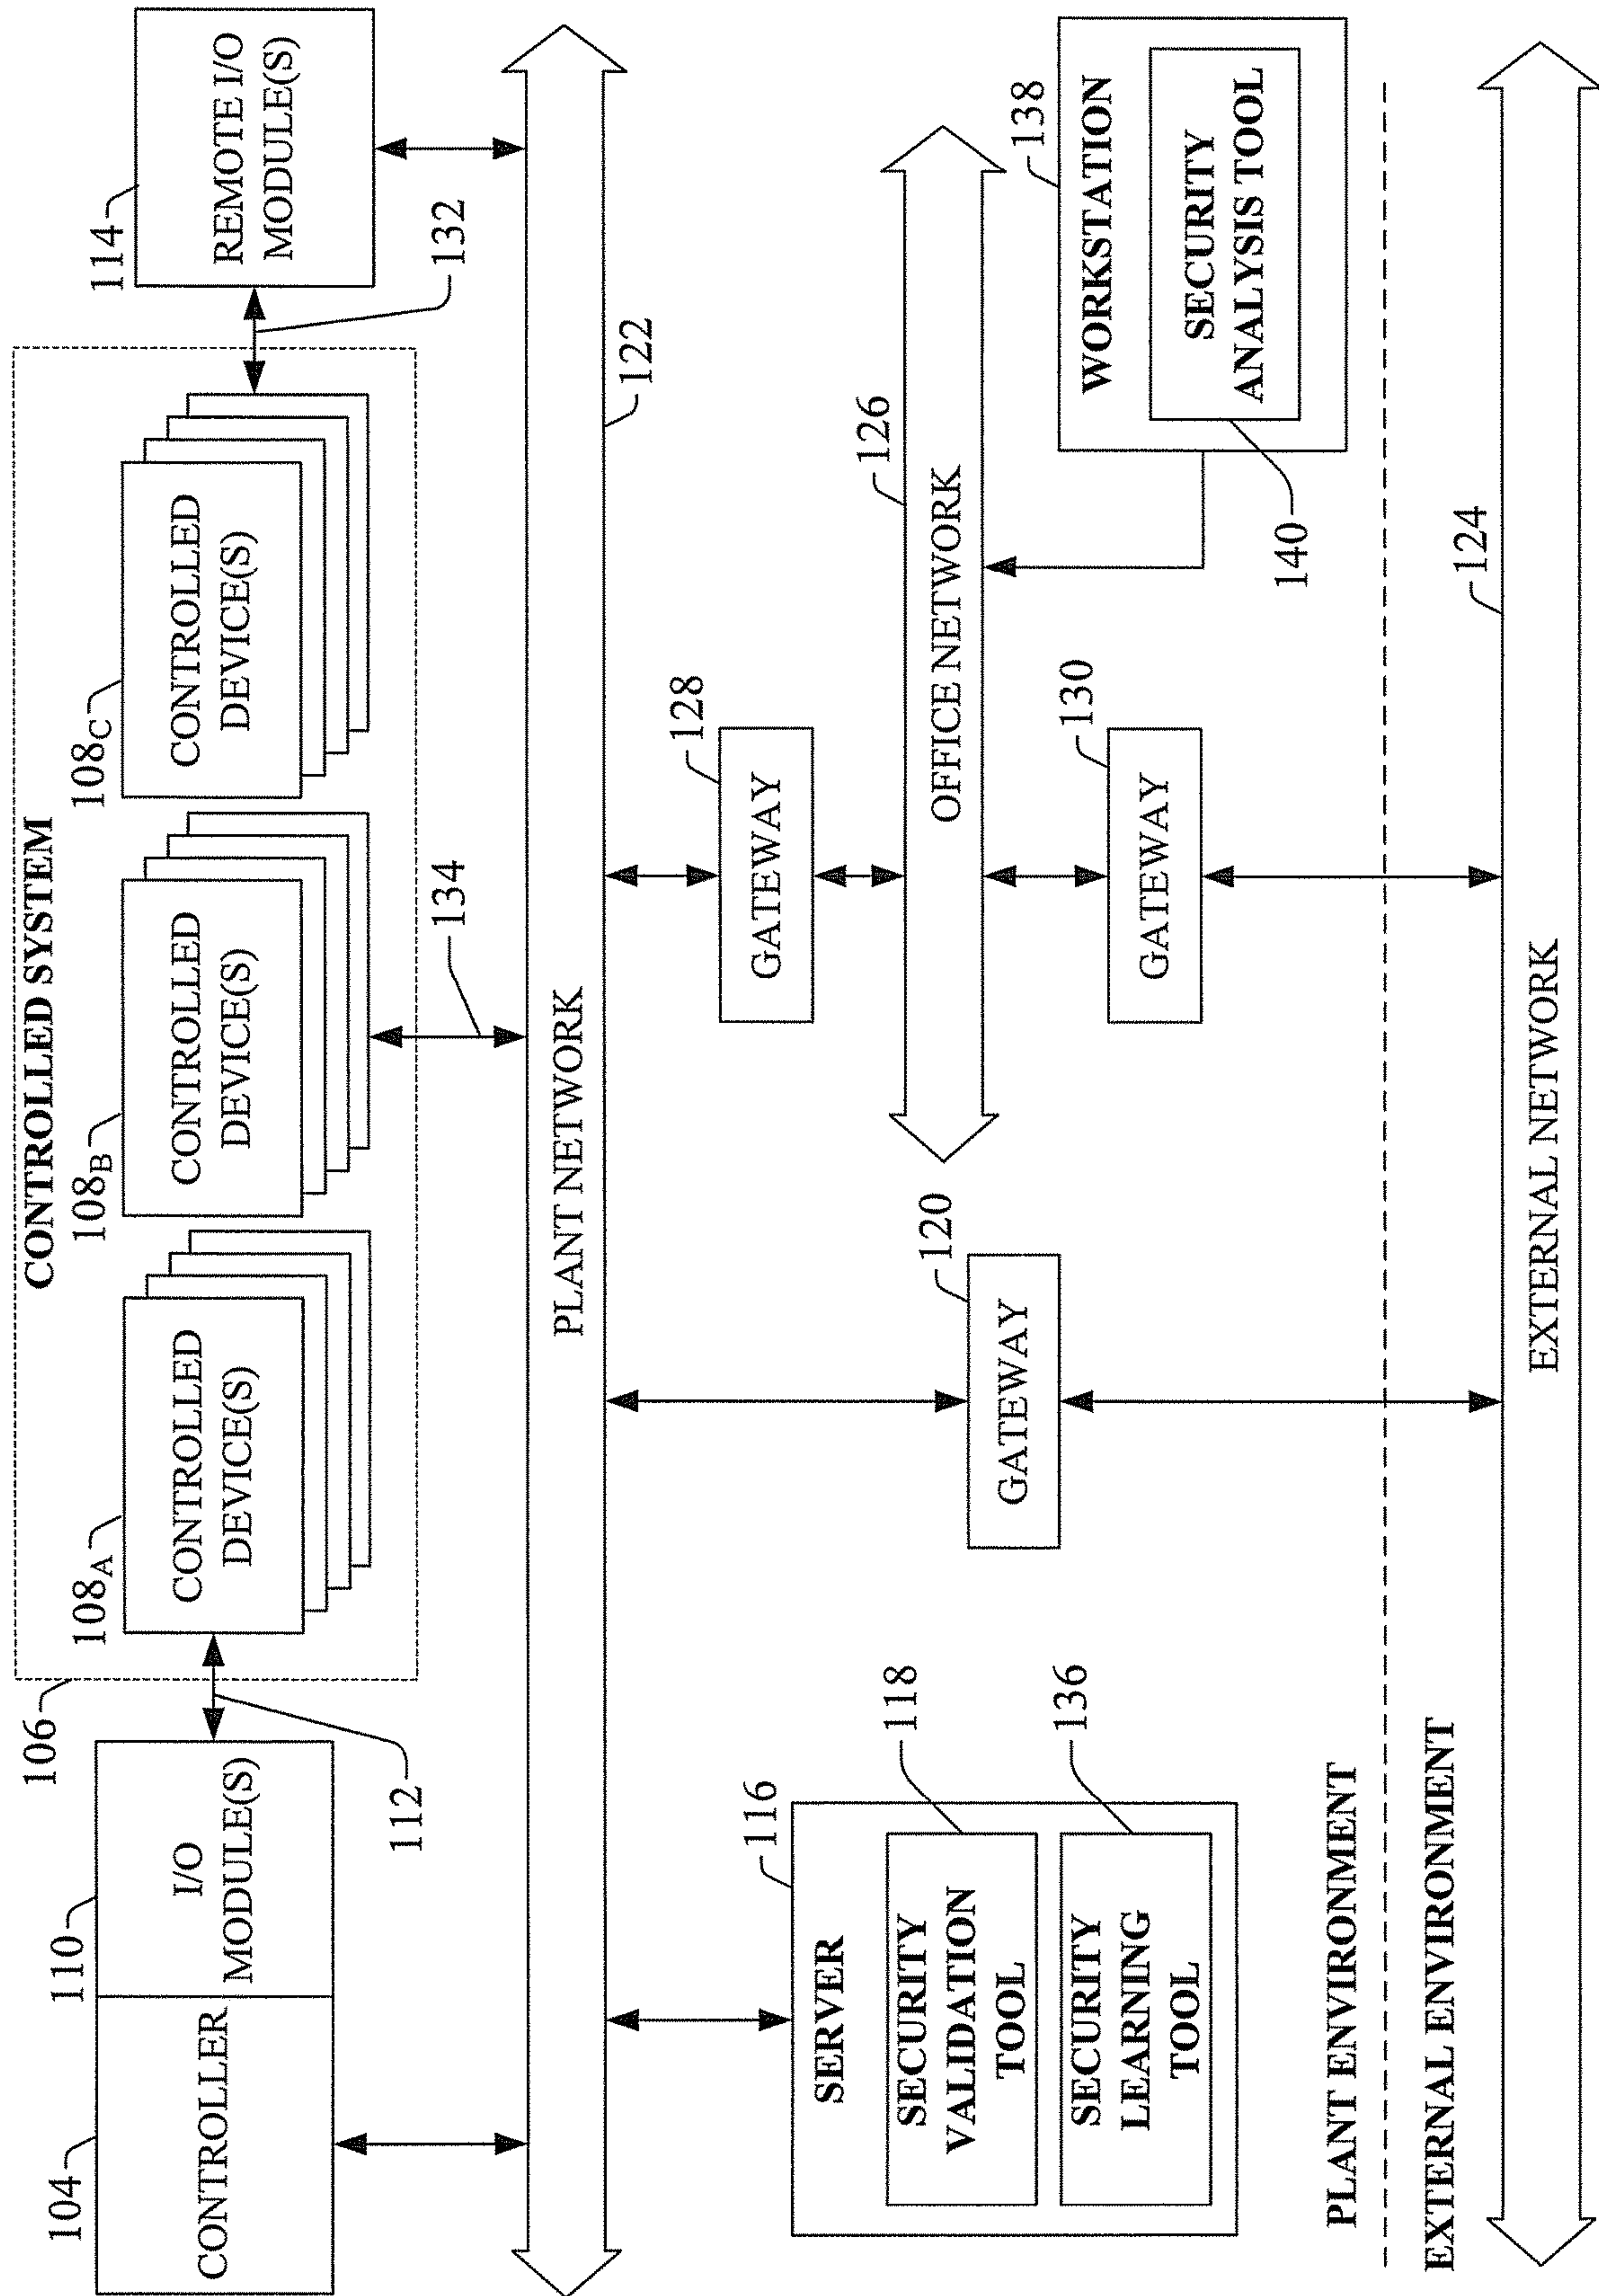 CONTROLLED SYSTEM
104
CONTROLLER
110
I/O
MODULE(S)
106
112
108A
CONTROLLED
DEVICE(S)
108B
CONTROLLED
DEVICE(S)
108C
CONTROLLED
DEVICE(S)
114
REMOTE I/O
MODULE(S)
132
134
PLANT NETWORK
122
116
SERVER
SECURITY
VALIDATION
TOOL
118
SECURITY
LEARNING
TOOL
136
120
GATEWAY
128
GATEWAY
126
OFFICE NETWORK
130
GATEWAY
138
WORKSTATION
SECURITY
ANALYSIS TOOL
140
PLANT ENVIRONMENT
EXTERNAL ENVIRONMENT
124
EXTERNAL NETWORK